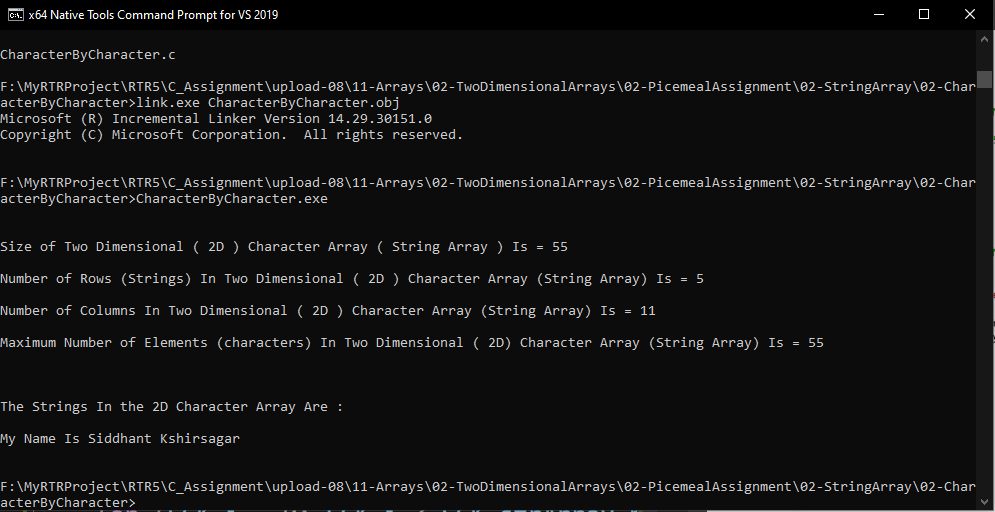 x64 Native Tools Command Prompt for VS 2019
CharacterByCharacter.c
F:\MyRTRProject\RTR5\C_Assignment\upload-08\11-Arrays\02-TwoDimensionalArrays\02-PicemealAssignment\02-StringArray\02-Char
acterByCharacter>link.exe CharacterByCharacter.obj
Microsoft (R) Incremental Linker Version 14.29.30151.0
Copyright (C) Microsoft Corporation.  All rights reserved.
F:\MyRTRProject\RTR5\C_Assignment\upload-08\11-Arrays\02-TwoDimensionalArrays\02-PicemealAssignment\02-StringArray\02-Char
acterByCharacter>CharacterByCharacter.exe
Size of Two Dimensional ( 2D ) Character Array ( String Array ) Is = 55
Number of Rows (Strings) In Two Dimensional ( 2D ) Character Array (String Array) Is = 5
Number of Columns In Two Dimensional ( 2D ) Character Array (String Array) Is = 11
Maximum Number of Elements (characters) In Two Dimensional ( 2D) Character Array (String Array) Is = 55
The Strings In the 2D Character Array Are :
My Name Is Siddhant Kshirsagar
F:\MyRTRProject\RTR5\C_Assignment\upload-08\11-Arrays\02-TwoDimensionalArrays\02-PicemealAssignment\02-StringArray\02-Char
acterByCharacter>